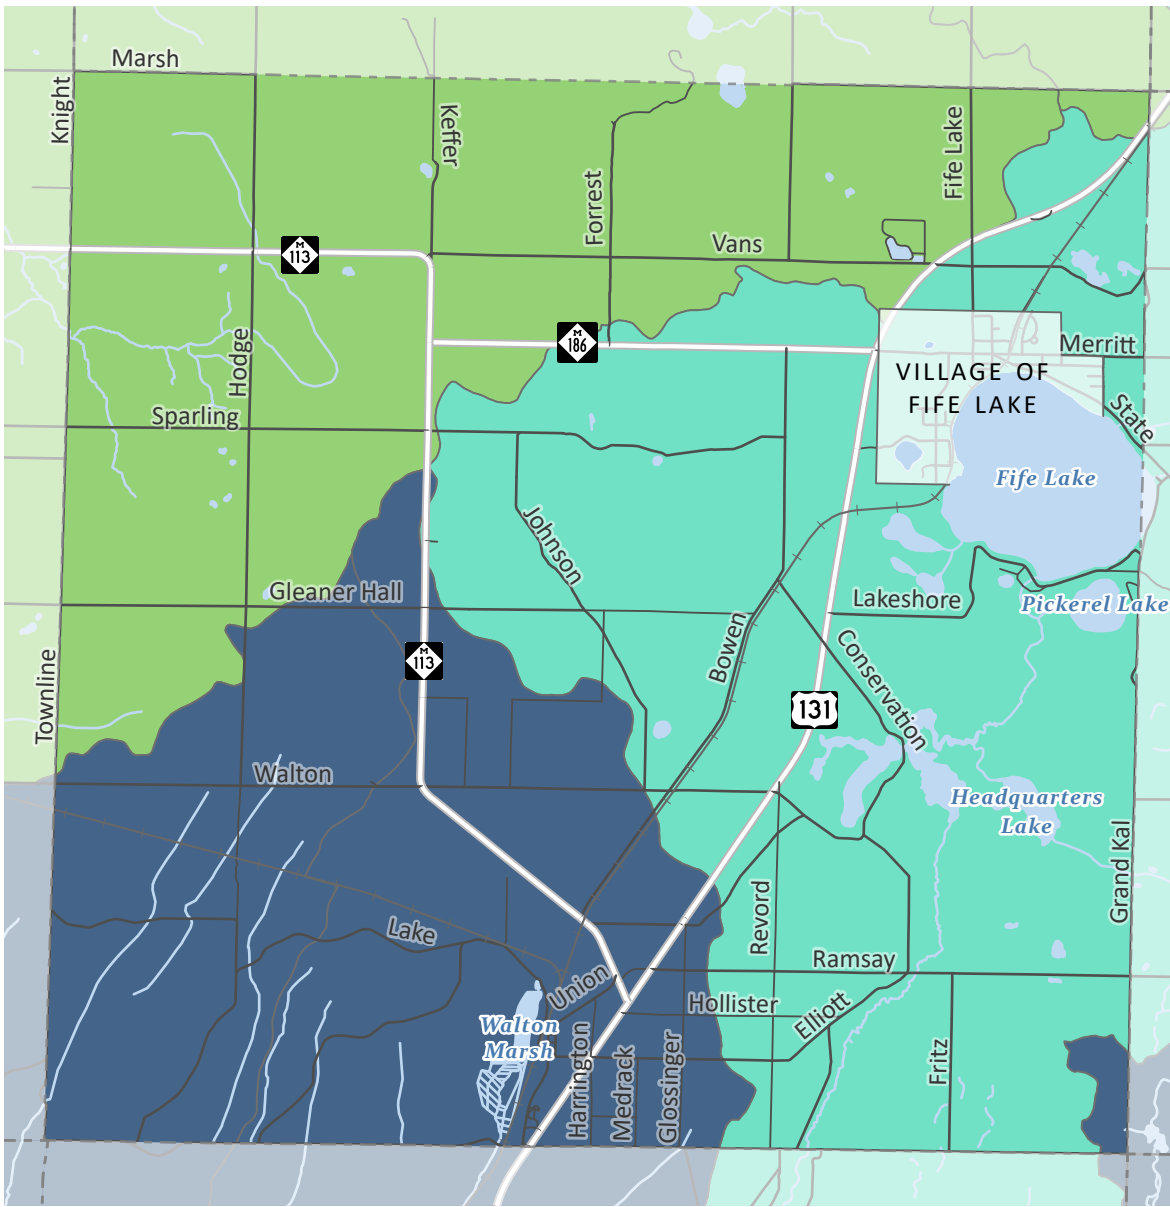 Marsh
Knight
Keffer
Forrest
Fife Lake
Vans
M
113
M
186
Merritt
Hodge
VILLAGE OF
FIFE LAKE
State
Sparling
Fife Lake
Johnson
Gleaner Hall
Lakeshore
Pickerel Lake
Bowen
M
113
Conservation
Townline
131
Walton
Headquarters
Lake
Grand Kal
Revord
Lake
Ramsay
Union
Hollister
Elliott
Walton
Marsh
Harrington
Medrack
Glossinger
Fritz